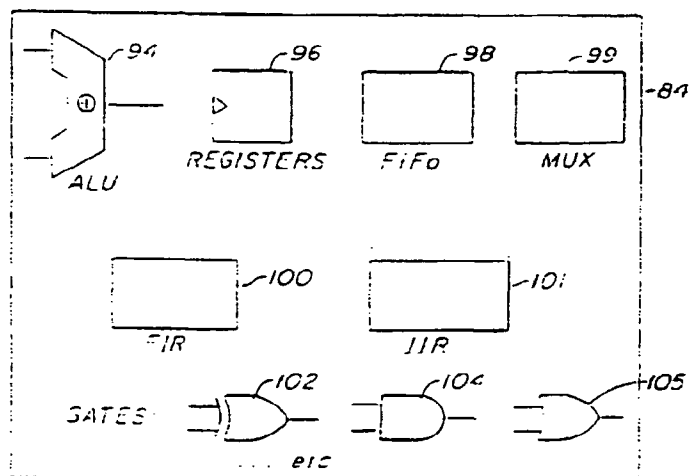 94 96 98 99
84
ALU REGISTERS FiFo MUX
100 101
FIR IIR
102 104 105
GATES
... etc